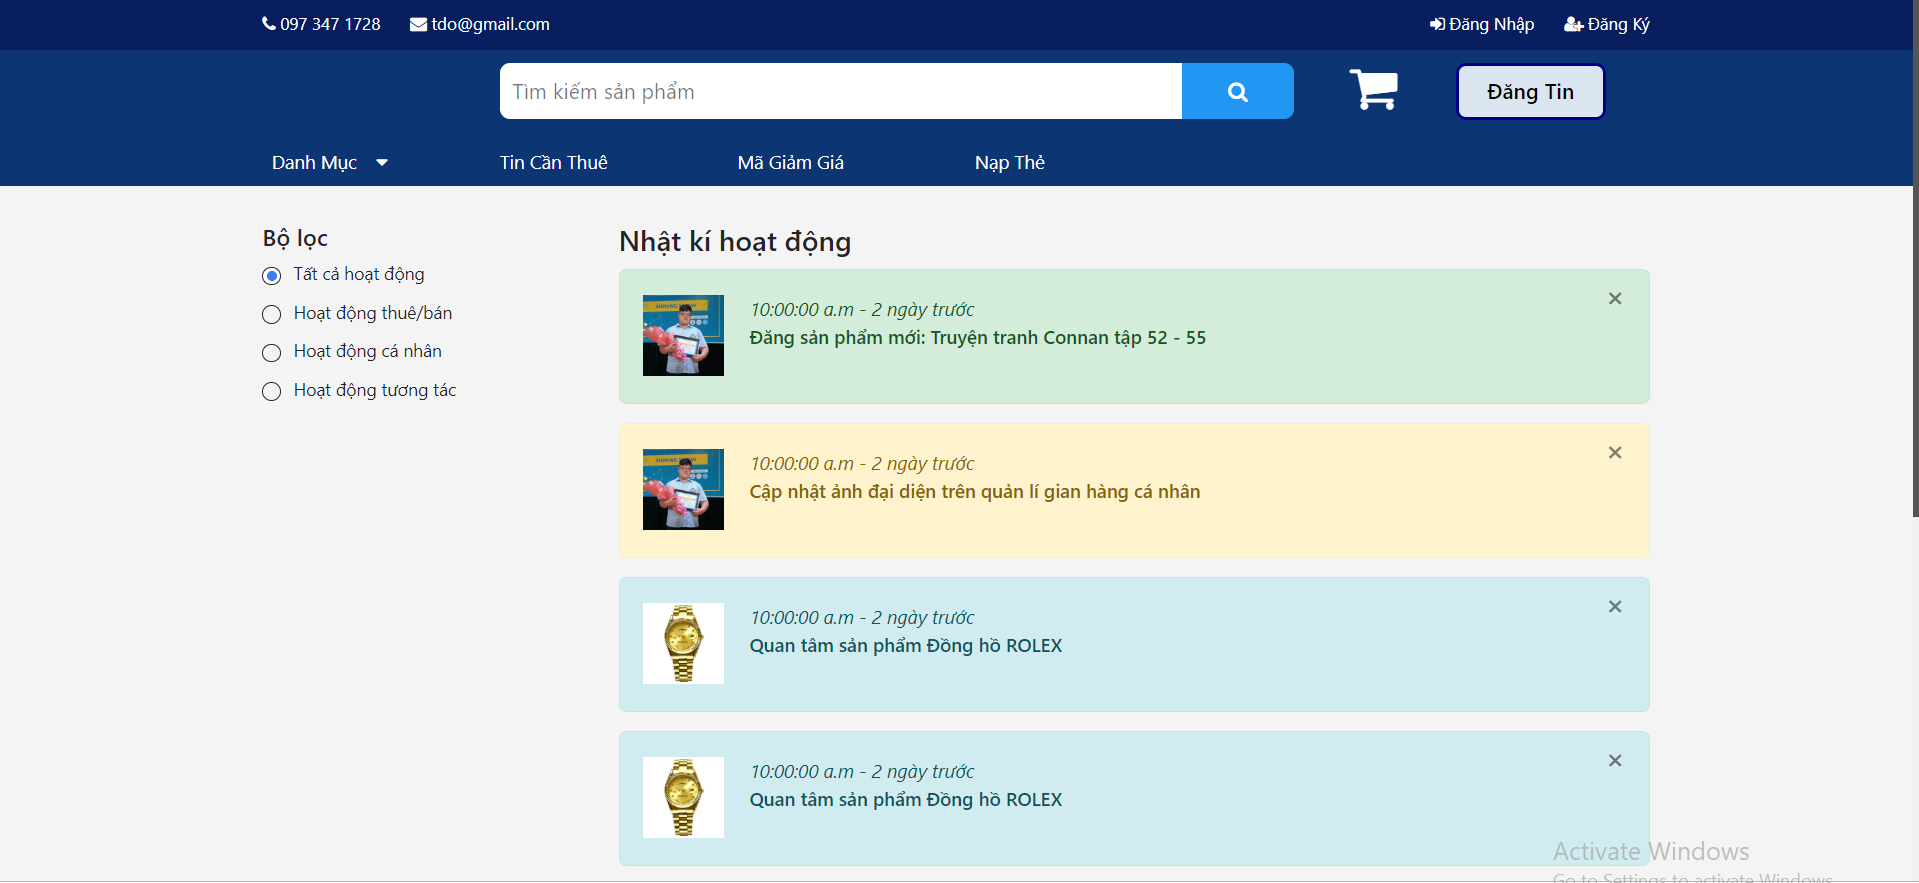 097 347 1728 tdo@gmail.com Đăng Nhập Đăng Ký
Tìm kiếm sản phẩm Đăng Tin
Danh Mục Tin Cần Thuê Mã Giảm Giá Nạp Thẻ
Bộ lọc
Tất cả hoạt động
Hoạt động thuê/bán
Hoạt động cá nhân
Hoạt động tương tác
Nhật kí hoạt động
10:00:00 a.m - 2 ngày trước
Đăng sản phẩm mới: Truyện tranh Connan tập 52 - 55
10:00:00 a.m - 2 ngày trước
Cập nhật ảnh đại diện trên quản lí gian hàng cá nhân
10:00:00 a.m - 2 ngày trước
Quan tâm sản phẩm Đồng hồ ROLEX
10:00:00 a.m - 2 ngày trước
Quan tâm sản phẩm Đồng hồ ROLEX
Activate Windows
Go to Settings to activate Windows.